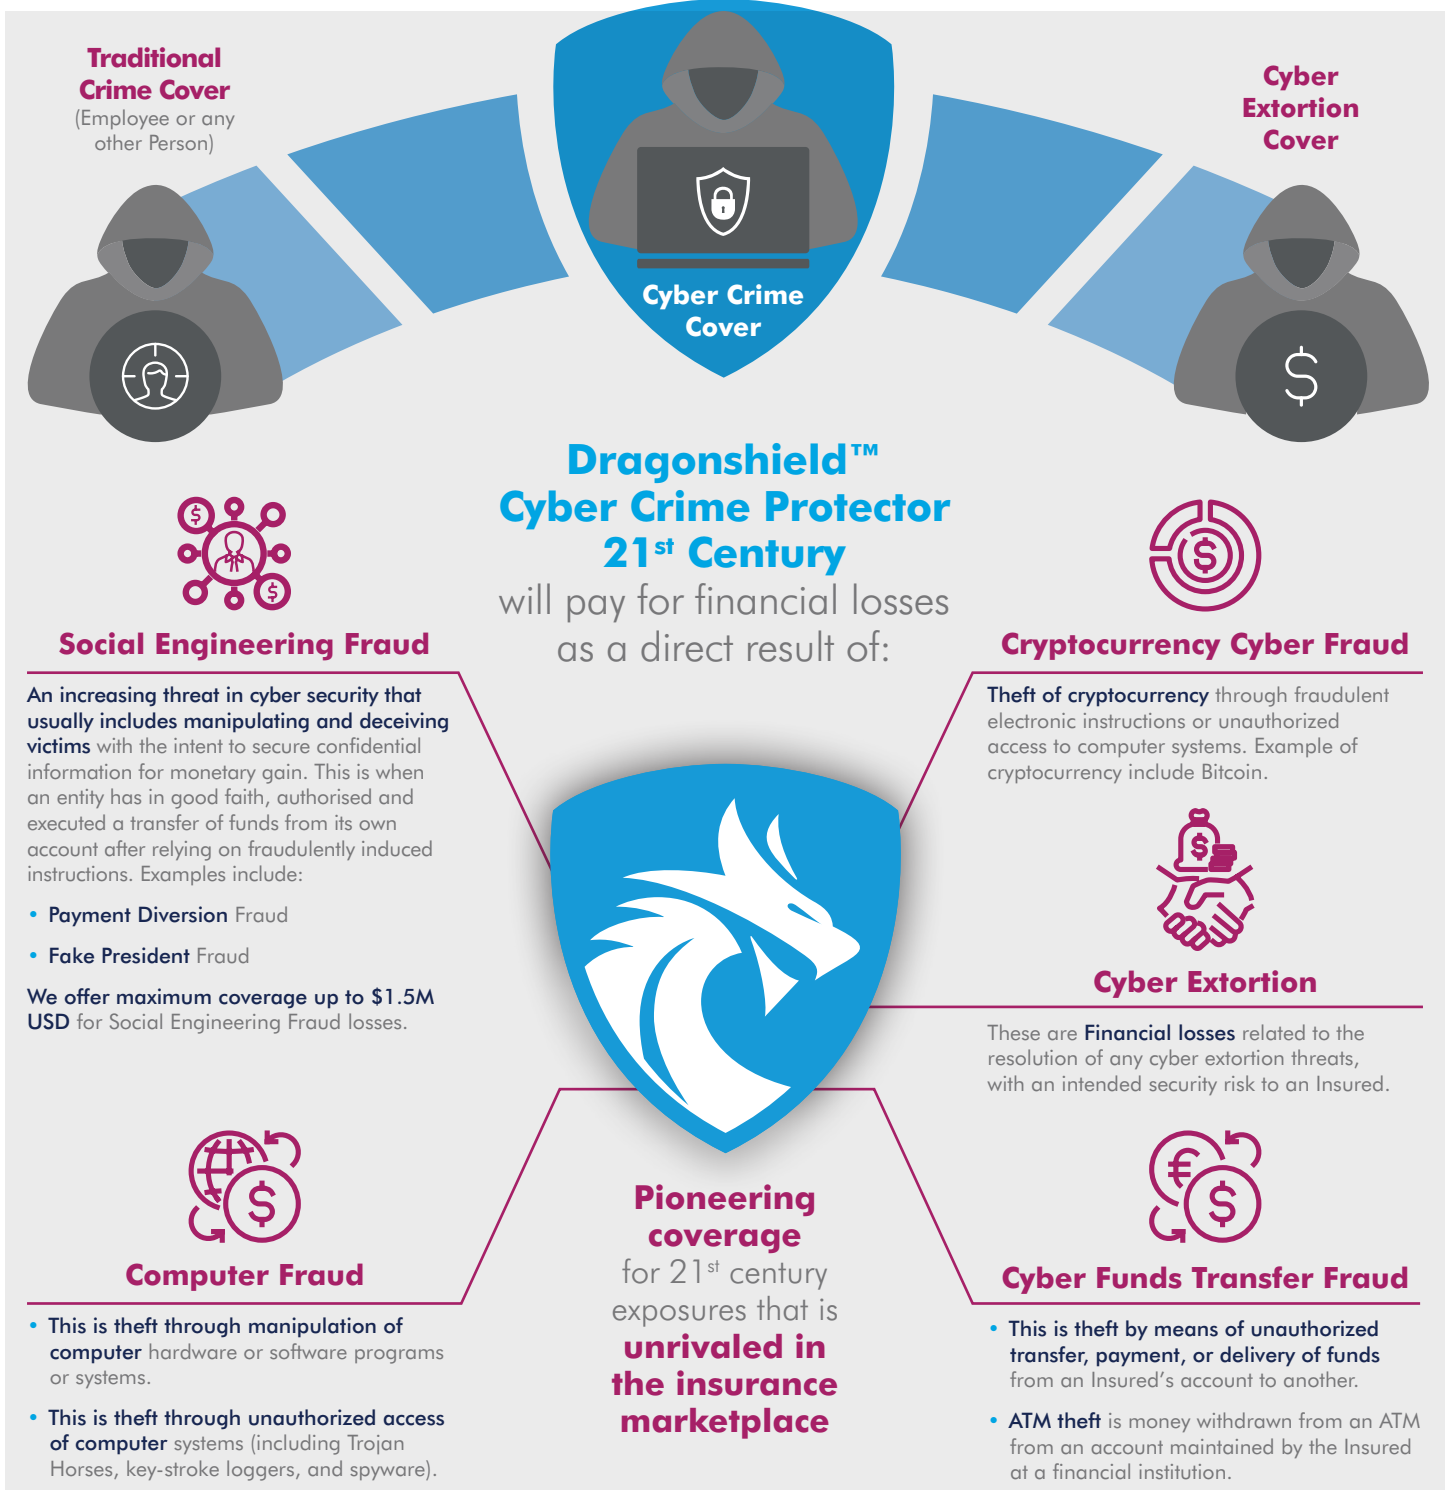 Traditional
Crime Cover
(Employee or any
other Person)
Cyber Crime
Cover
Cyber
Extortion
Cover
$
Dragonshield™
Cyber Crime Protector
21st Century
will pay for financial losses
as a direct result of:
$
$
Social Engineering Fraud
An increasing threat in cyber security that
usually includes manipulating and deceiving
victims with the intent to secure confidential
information for monetary gain. This is when
an entity has in good faith, authorised and
executed a transfer of funds from its own
account after relying on fraudulently induced
instructions. Examples include:
• Payment Diversion Fraud
• Fake President Fraud
We offer maximum coverage up to $1.5M
USD for Social Engineering Fraud losses.
$
Cryptocurrency Cyber Fraud
Theft of cryptocurrency through fraudulent
electronic instructions or unauthorized
access to computer systems. Example of
cryptocurrency include Bitcoin.
$
Cyber Extortion
These are Financial losses related to the
resolution of any cyber extortion threats,
with an intended security risk to an Insured.
$
Computer Fraud
• This is theft through manipulation of
computer hardware or software programs
or systems.
• This is theft through unauthorized access
of computer systems (including Trojan
Horses, key-stroke loggers, and spyware).
Pioneering
coverage
for 21st century
exposures that is
unrivaled in
the insurance
marketplace
€
$
Cyber Funds Transfer Fraud
• This is theft by means of unauthorized
transfer, payment, or delivery of funds
from an Insured's account to another.
• ATM theft is money withdrawn from an ATM
from an account maintained by the Insured
at a financial institution.